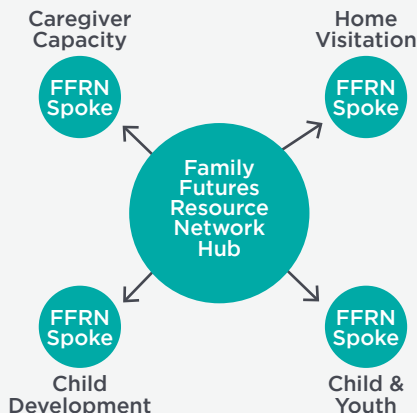 Caregiver
Capacity
FFRN
Spoke
Home
Visitation
FFRN
Spoke
Family
Futures
Resource
Network
Hub
FFRN
Spoke
Child
Development
FFRN
Spoke
Child &
Youth